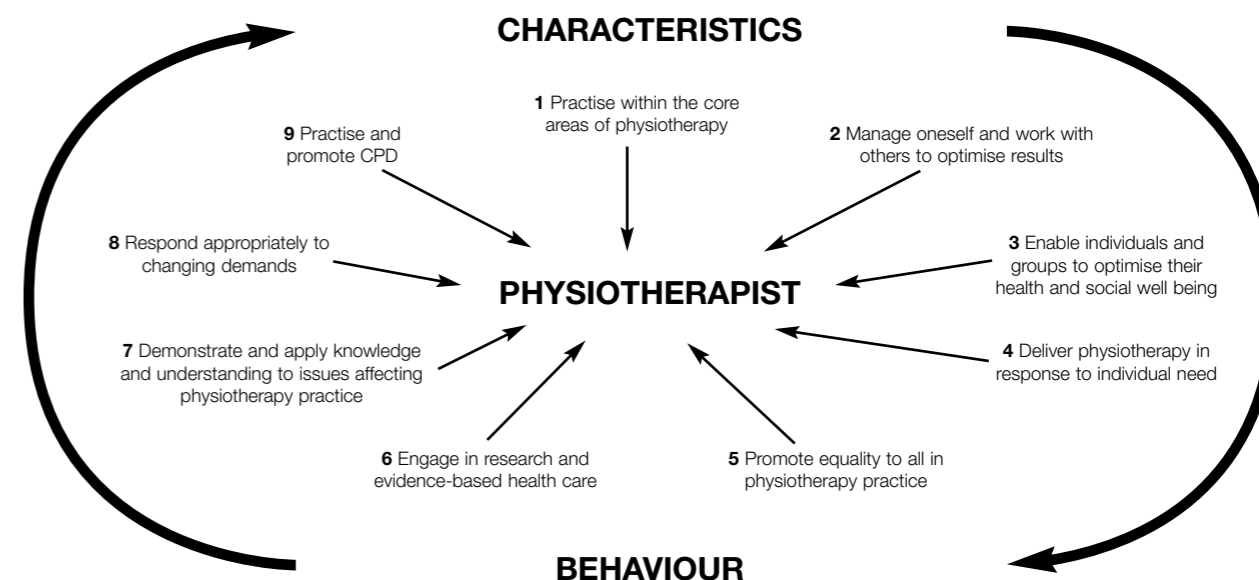 CHARACTERISTICS
1 Practise within the core
areas of physiotherapy
2 Manage oneself and work with
others to optimise results
3 Enable individuals and
groups to optimise their
health and social well being
4 Deliver physiotherapy in
response to individual need
5 Promote equality to all in
physiotherapy practice
6 Engage in research and
evidence-based health care
7 Demonstrate and apply knowledge
and understanding to issues affecting
physiotherapy practice
8 Respond appropriately to
changing demands
9 Practise and
promote CPD
PHYSIOTHERAPIST
BEHAVIOUR